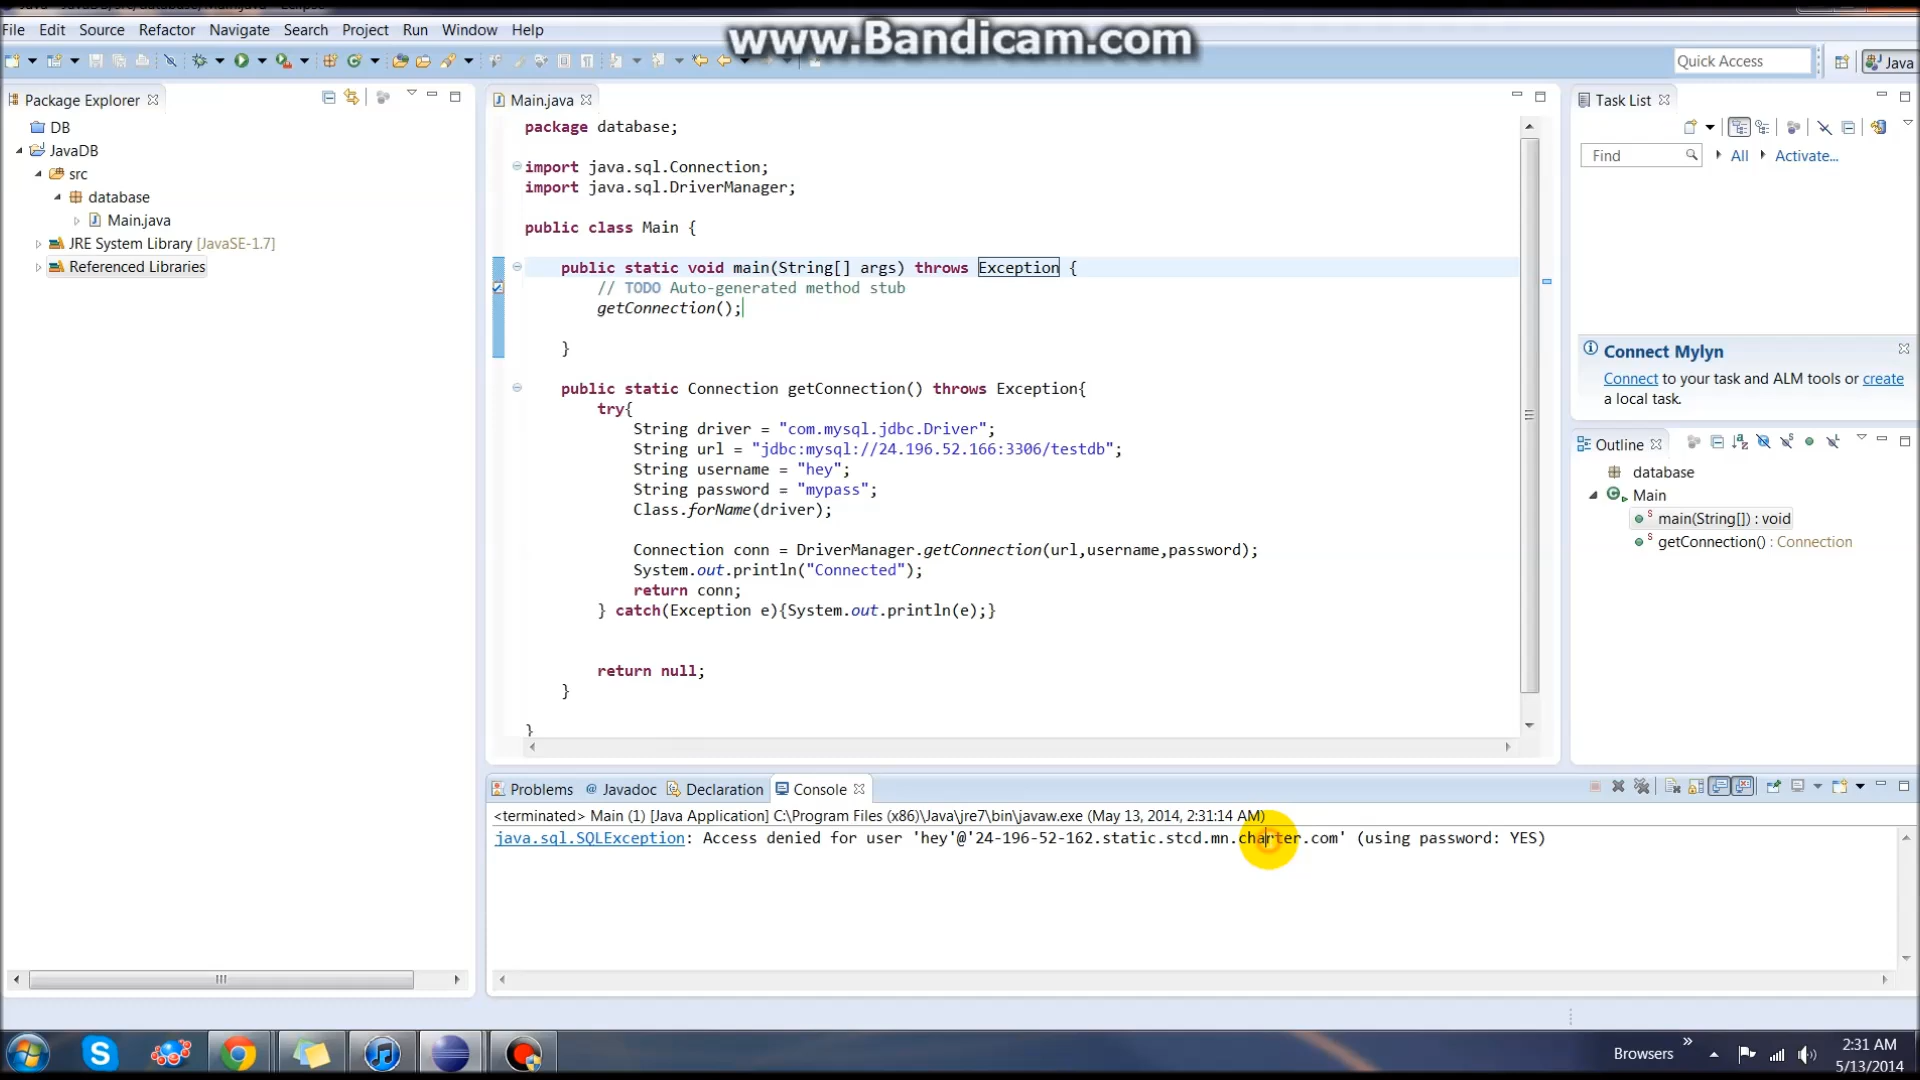 www.Bandicam.com
File Edit Source Refactor Navigate Search Project Run Window Help
Quick Access
Java
Package Explorer
DB
JavaDB
src
database
Main.java
JRE System Library [JavaSE-1.7]
Referenced Libraries
Main.java
package database;
import java.sql.Connection;
import java.sql.DriverManager;
public class Main {
public static void main(String[] args) throws Exception {
// TODO Auto-generated method stub
getConnection();
}
public static Connection getConnection() throws Exception{
try{
String driver = "com.mysql.jdbc.Driver";
String url = "jdbc:mysql://24.196.52.166:3306/testdb";
String username = "hey";
String password = "mypass";
Class.forName(driver);
Connection conn = DriverManager.getConnection(url,username,password);
System.out.println("Connected");
return conn;
} catch(Exception e){System.out.println(e);}
return null;
}
}
Task List
Find
All
Activate...
Connect Mylyn
Connect to your task and ALM tools or create
a local task.
Outline
database
Main
main(String[]) : void
getConnection() : Connection
Problems @ Javadoc Declaration Console
<terminated> Main (1) [Java Application] C:\Program Files (x86)\Java\jre7\bin\javaw.exe (May 13, 2014, 2:31:14 AM)
java.sql.SQLException: Access denied for user 'hey'@'24-196-52-162.static.stcd.mn.charter.com' (using password: YES)
Browsers
2:31 AM
5/13/2014